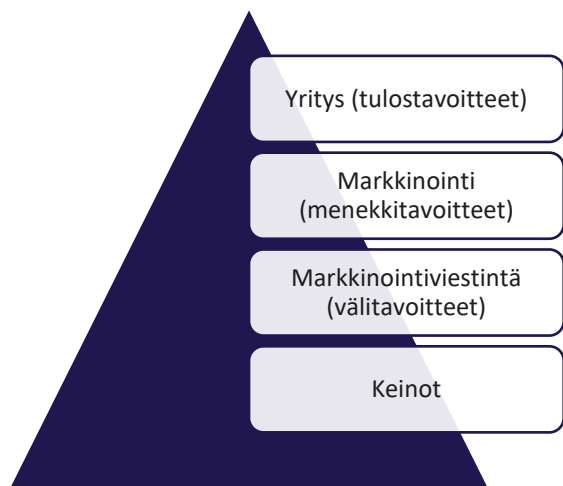 Yritys (tulostavoitteet)
Markkinointi
(menekkitavoitteet)
Markkinointiviestintä
(välitavoitteet)
Keinot